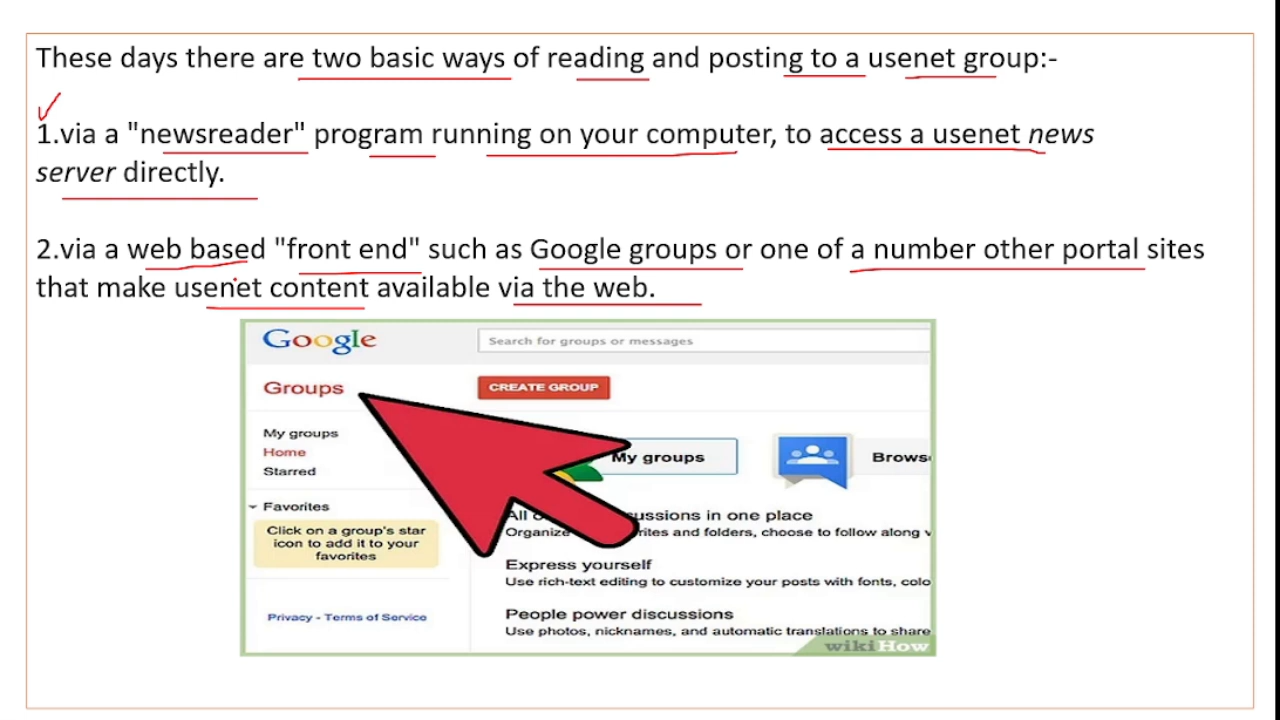 These days there are two basic ways of reading and posting to a usenet group:-
1.via a "newsreader" program running on your computer, to access a usenet news
server directly.
2.via a web based "front end" such as Google groups or one of a number other portal sites
that make usenet content available via the web.
Google
Search for groups or messages
Groups
CREATE GROUP
My groups
Home
Starred
My groups
Brows
Favorites
Click on a group's star
icon to add it to your
favorites
Privacy - Terms of Service
All ussions in one place
Organize rites and folders, choose to follow along
Express yourself
Use rich-text editing to customize your posts with fonts, colo
People power discussions
Use photos, nicknames, and automatic translations to share
wikiHow